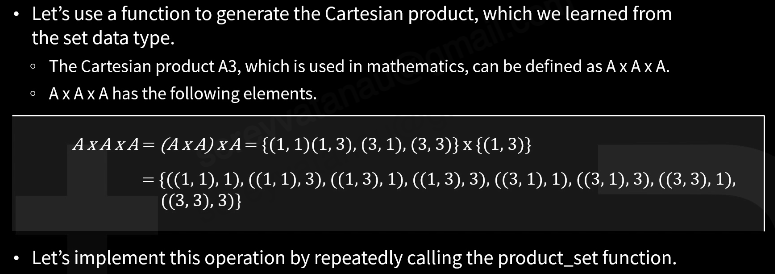 • Let's use a function to generate the Cartesian product, which we learned from
the set data type.
◦ The Cartesian product A3, which is used in mathematics, can be defined as A x A x A.
◦ A x A x A has the following elements.
A x A x A = (A x A) x A = {(1, 1)(1, 3), (3, 1), (3, 3)} x {(1, 3)}
= {((1, 1), 1), ((1, 1), 3), ((1, 3), 1), ((1, 3), 3), ((3, 1), 1), ((3, 1), 3), ((3, 3), 1),
((3, 3), 3)}
• Let's implement this operation by repeatedly calling the product_set function.